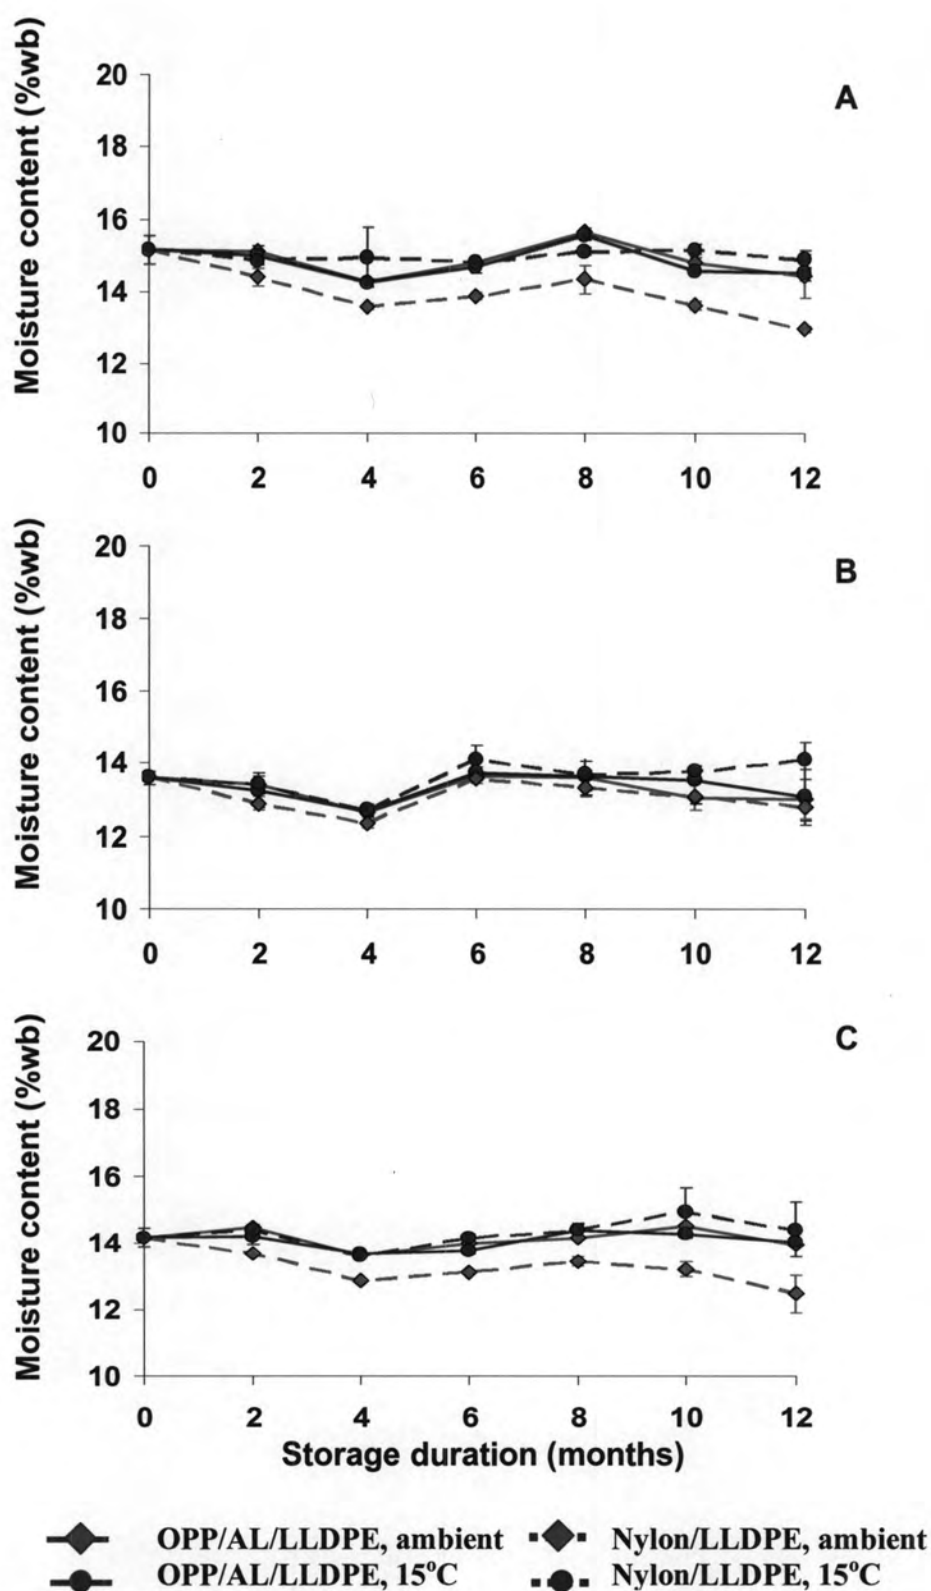 Moisture content (%wb)
A
20
18
16
14
12
10
0 2 4 6 8 10 12
Moisture content (%wb)
B
20
18
16
14
12
10
0 2 4 6 8 10 12
Moisture content (%wb)
C
20
18
16
14
12
10
0 2 4 6 8 10 12
Storage duration (months)
OPP/AL/LLDPE, ambient Nylon/LLDPE, ambient
OPP/AL/LLDPE, 15°C Nylon/LLDPE, 15°C